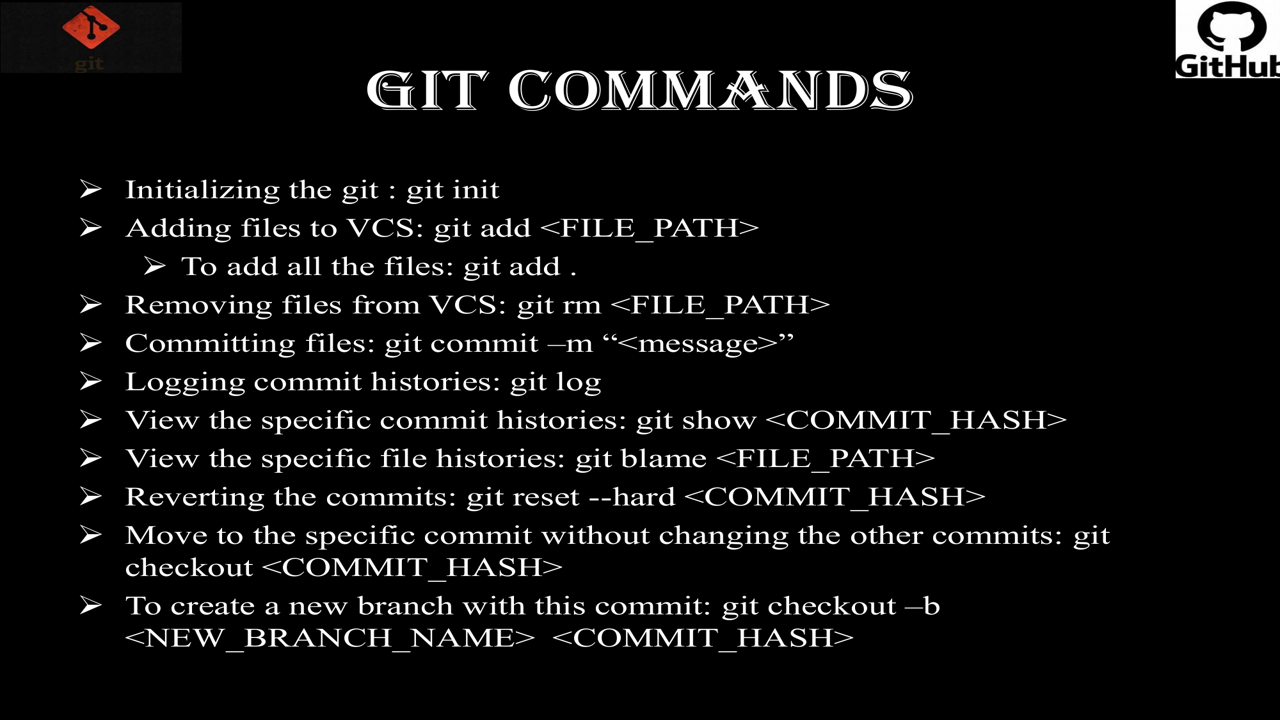 git
GitHub
GIT COMMANDS
➢ Initializing the git : git init
➢ Adding files to VCS: git add <FILE_PATH>
➢ To add all the files: git add .
➢ Removing files from VCS: git rm <FILE_PATH>
➢ Committing files: git commit –m “<message>”
➢ Logging commit histories: git log
➢ View the specific commit histories: git show <COMMIT_HASH>
➢ View the specific file histories: git blame <FILE_PATH>
➢ Reverting the commits: git reset --hard <COMMIT_HASH>
➢ Move to the specific commit without changing the other commits: git
checkout <COMMIT_HASH>
➢ To create a new branch with this commit: git checkout –b
<NEW_BRANCH_NAME> <COMMIT_HASH>